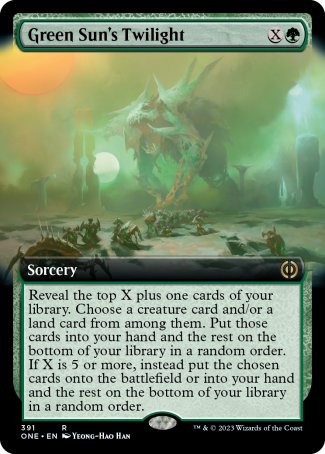 Green Sun's Twilight X
Sorcery
Reveal the top X plus one cards of your
library. Choose a creature card and/or a
land card from among them. Put those
cards into your hand and the rest on the
bottom of your library in a random order.
If X is 5 or more, instead put the chosen
cards onto the battlefield or into your hand
and the rest on the bottom of your library
in a random order.
391 R
ONE • EN Yeong-Hao Han ™ & © 2023 Wizards of the Coast